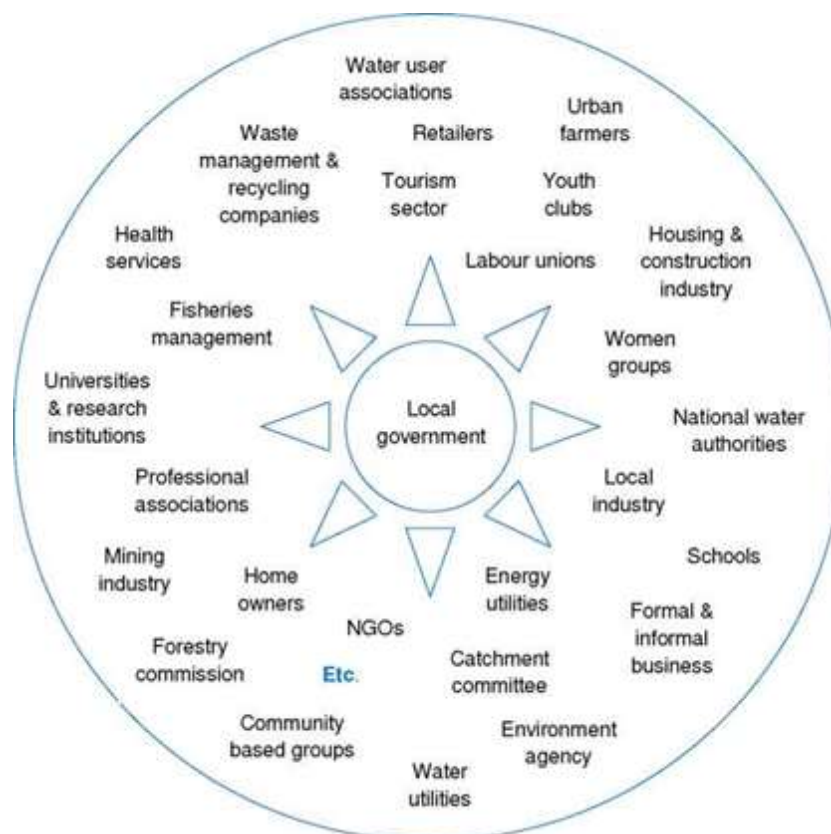 Water user
associations
Urban
farmers
Waste
management &
recycling
companies
Retailers
Tourism
sector
Youth
clubs
Health
services
Labour unions
Housing &
construction
industry
Fisheries
management
Women
groups
Universities
& research
institutions
Local
government
National water
authorities
Professional
associations
Local
industry
Mining
industry
Home
owners
Energy
utilities
Schools
NGOs
Formal &
informal
business
Forestry
commission
Etc.
Catchment
committee
Community
based groups
Environment
agency
Water
utilities